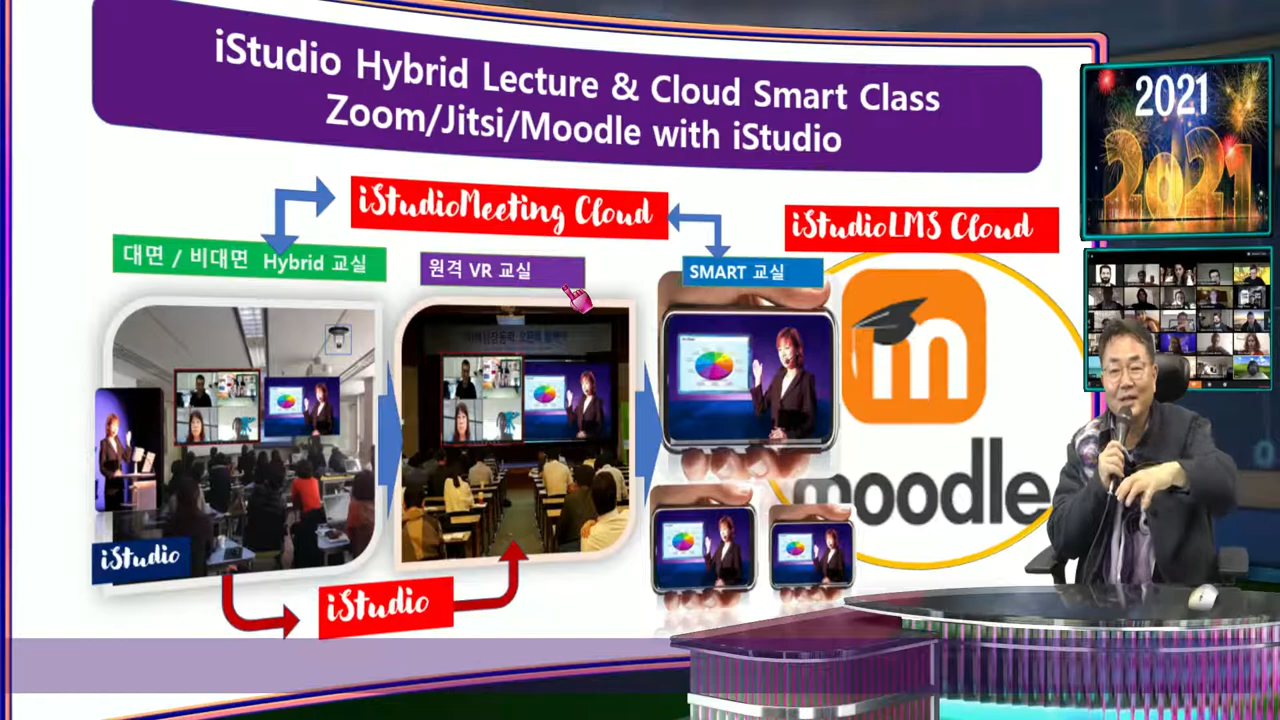 iStudio Hybrid Lecture & Cloud Smart Class
Zoom/Jitsi/Moodle with iStudio
2021
2021
iStudioMeeting Cloud
iStudioLMS Cloud
대면 / 비대면 Hybrid 교실
원격 VR 교실
SMART 교실
m
moodle
iStudio
iStudio